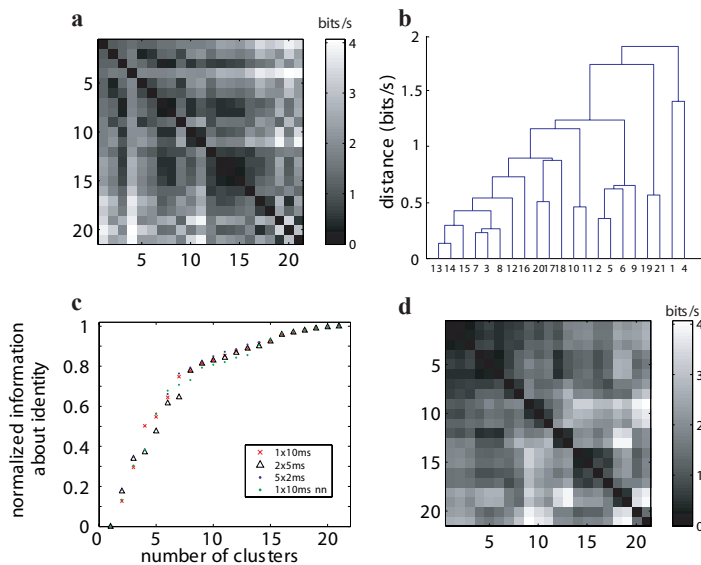 a
bits/s
5
10
15
20
5
10
15
20
4
3
2
1
0
b
distance (bits/s)
2
1.5
1
0.5
0
13 14 15 7 3 8 12 16 20 17 18 10 11 2 5 6 9 19 21 1 4
c
normalized information
about identity
1
0.8
0.6
0.4
0.2
0
0
5
10
15
20
number of clusters
1x10ms
2x5ms
5x2ms
1x10ms nn
d
bits/s
5
10
15
20
5
10
15
20
4
3
2
1
0